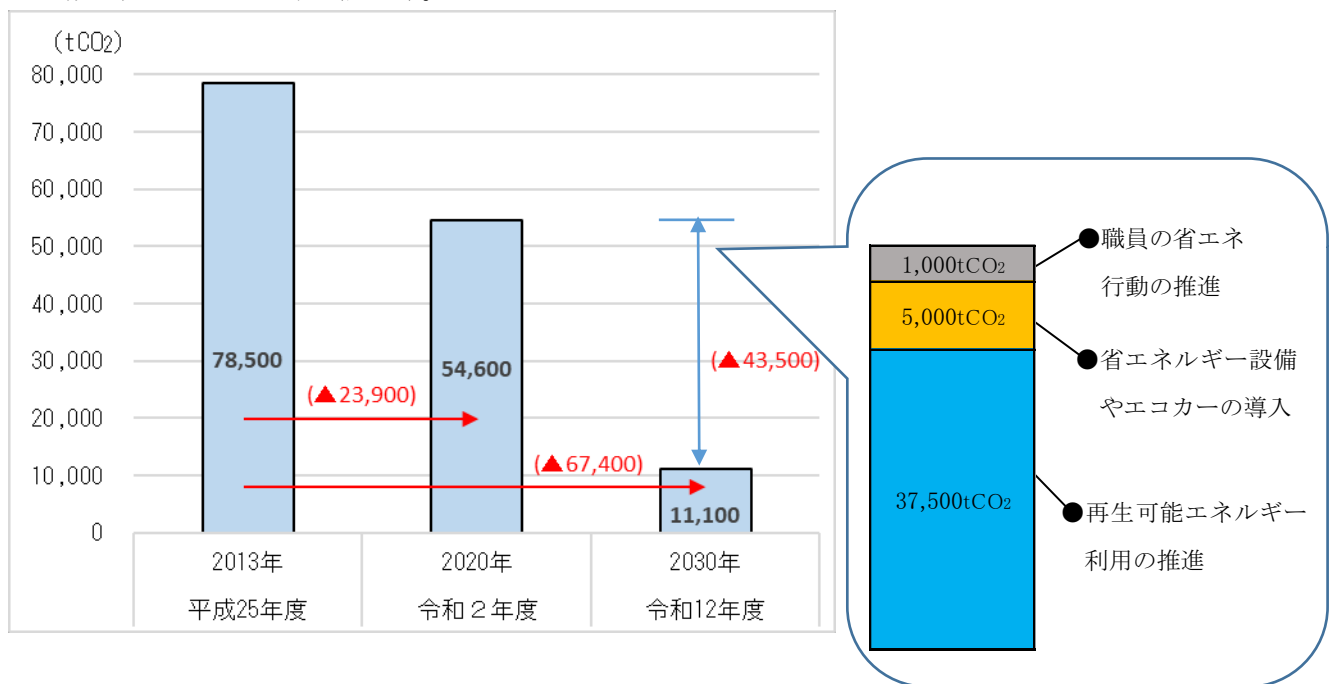 (tCO2)
80,000
70,000
60,000
50,000
40,000
30,000
20,000
10,000
0
78,500
54,600
11,100
(▲23,900)
(▲67,400)
(▲43,500)
2013年
平成25年度
2020年
令和２年度
2030年
令和12年度
1,000tCO2
5,000tCO2
37,500tCO2
●職員の省エネ
行動の推進
●省エネルギー設備
やエコカーの導入
●再生可能エネルギー
利用の推進